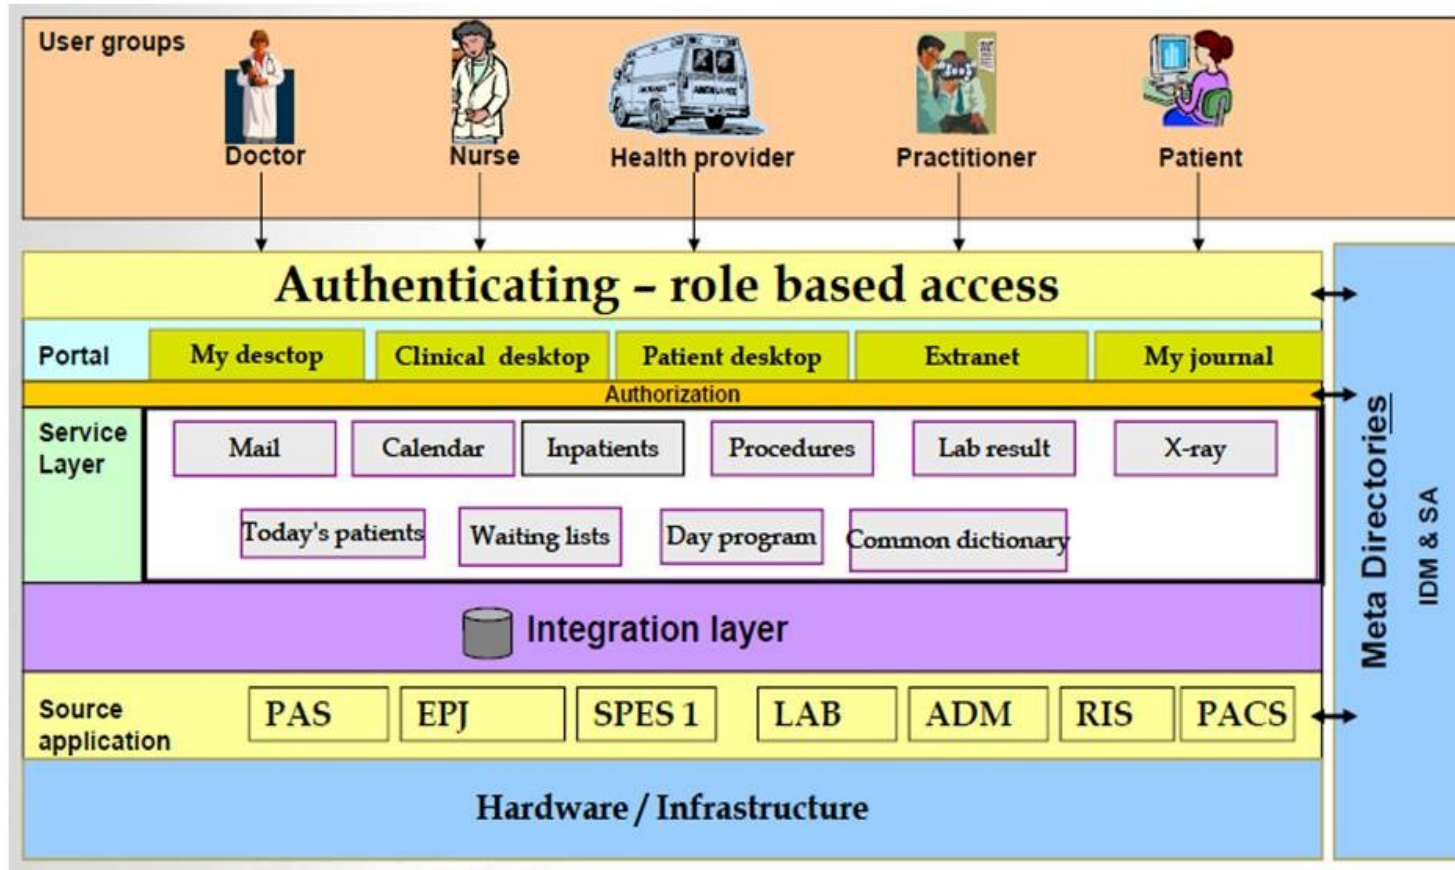 User groups
Doctor
Nurse
Health provider
Practitioner
Patient
Authenticating – role based access
Portal
My desctop
Clinical desktop
Patient desktop
Extranet
My journal
Authorization
Service
Layer
Mail
Calendar
Inpatients
Procedures
Lab result
X-ray
Today's patients
Waiting lists
Day program
Common dictionary
Integration layer
Source
application
PAS
EPJ
SPES 1
LAB
ADM
RIS
PACS
Hardware / Infrastructure
Meta Directories
IDM & SA